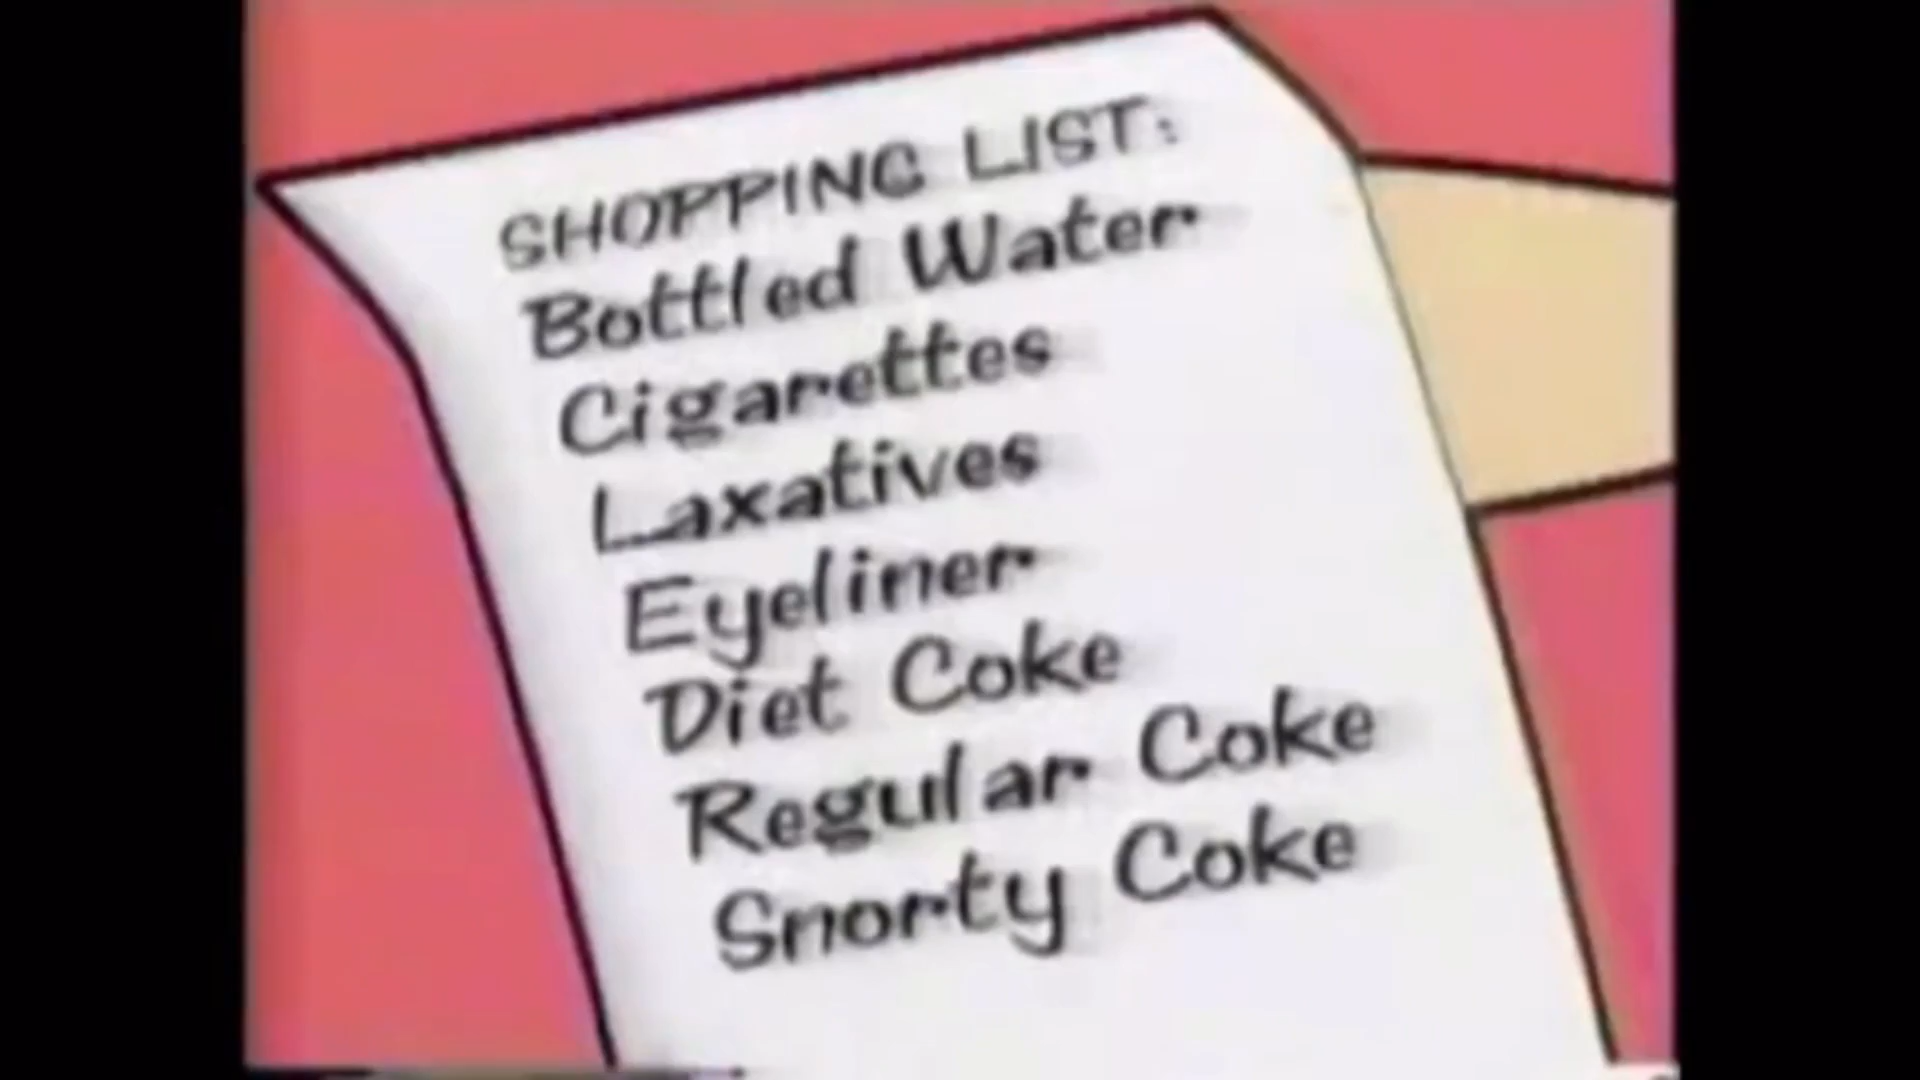 SHOPPING LIST:
Bottled Water
Cigarettes
Laxatives
Eyeliner
Diet Coke
Regular Coke
Snorty Coke